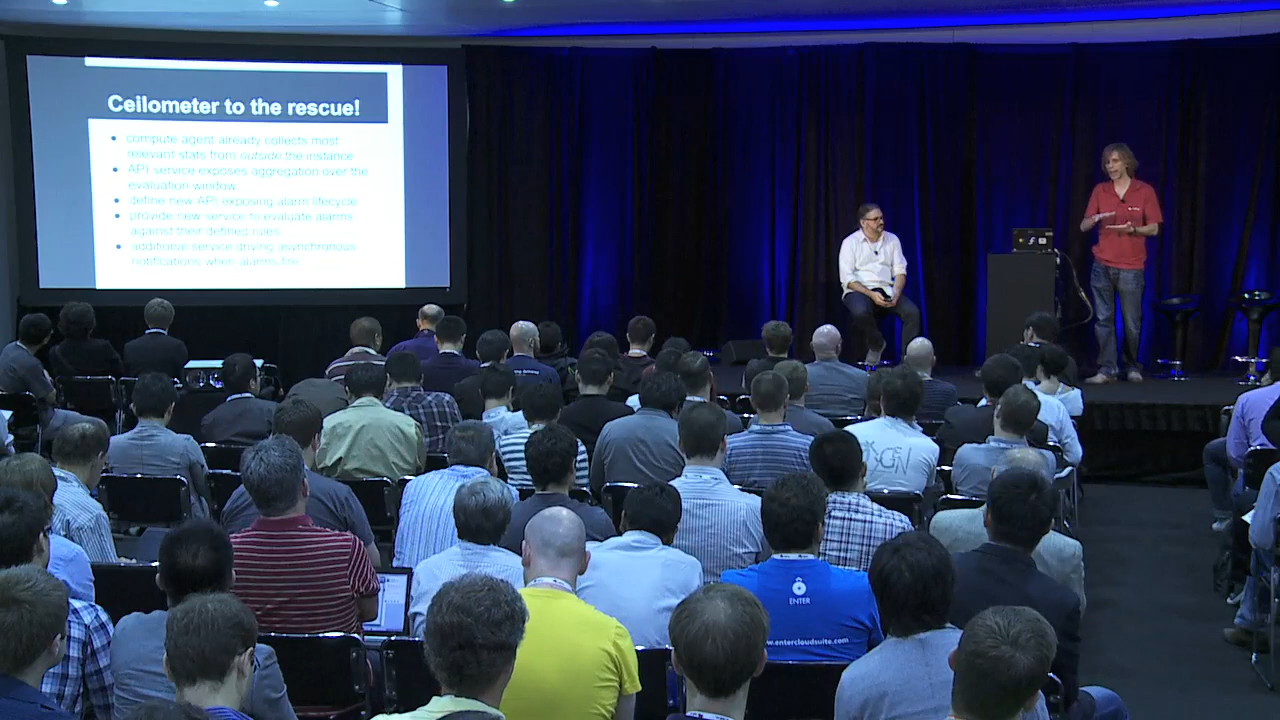 Ceilometer to the rescue!
• compute agent already collects most
relevant stats from outside the instance
• API service exposes aggregation over the
evaluation window
• define new API exposing alarm lifecycle
• provide new service to evaluate alarms
against their defined rules
• additional service driving asynchronous
notifications when alarms fire
ENTER
www.entercloudsuite.com